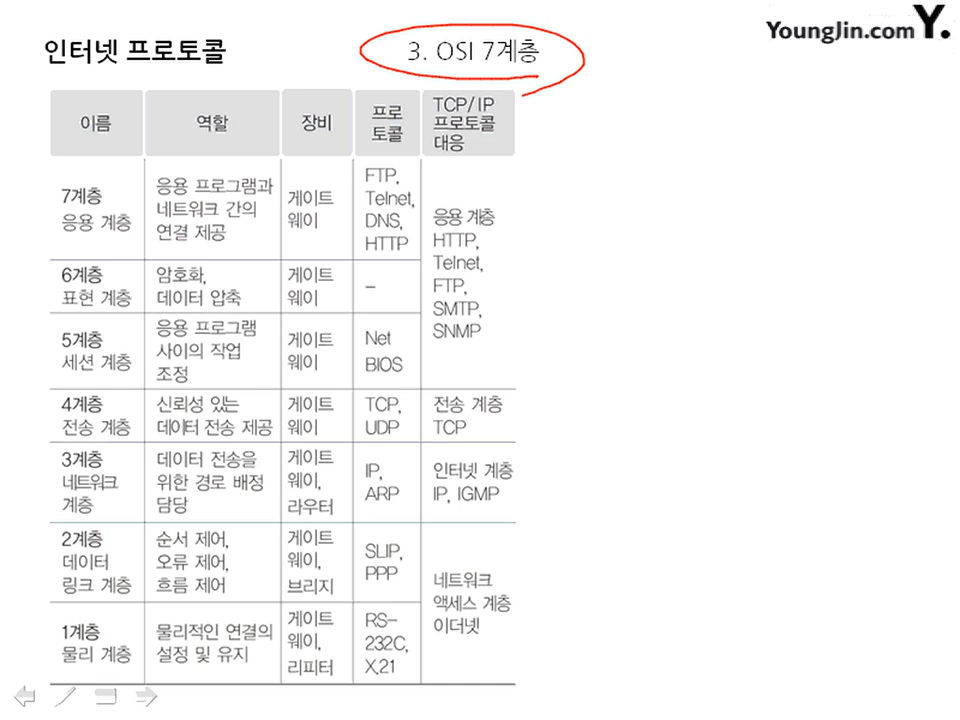 YoungJin.com Y.
인터넷 프로토콜
3. OSI 7계층
이름
역할
장비
프로
토콜
TCP/IP
프로토콜
대응
7계층
응용 계층
응용 프로그램과
네트워크 간의
연결 제공
게이트
웨이
FTP,
Telnet,
DNS,
HTTP
응용 계층
HTTP,
Telnet,
FTP,
SMTP,
SNMP
6계층
표현 계층
암호화,
데이터 압축
게이트
웨이
–
5계층
세션 계층
응용 프로그램
사이의 작업
조정
게이트
웨이
Net
BIOS
4계층
전송 계층
신뢰성 있는
데이터 전송 제공
게이트
웨이
TCP,
UDP
전송 계층
TCP
3계층
네트워크
계층
데이터 전송을
위한 경로 배정
담당
게이트
웨이,
라우터
IP,
ARP
인터넷 계층
IP, IGMP
2계층
데이터
링크 계층
순서 제어,
오류 제어,
흐름 제어
게이트
웨이,
브리지
SLIP,
PPP
네트워크
액세스 계층
이더넷
1계층
물리 계층
물리적인 연결의
설정 및 유지
게이트
웨이,
리피터
RS-
232C,
X.21